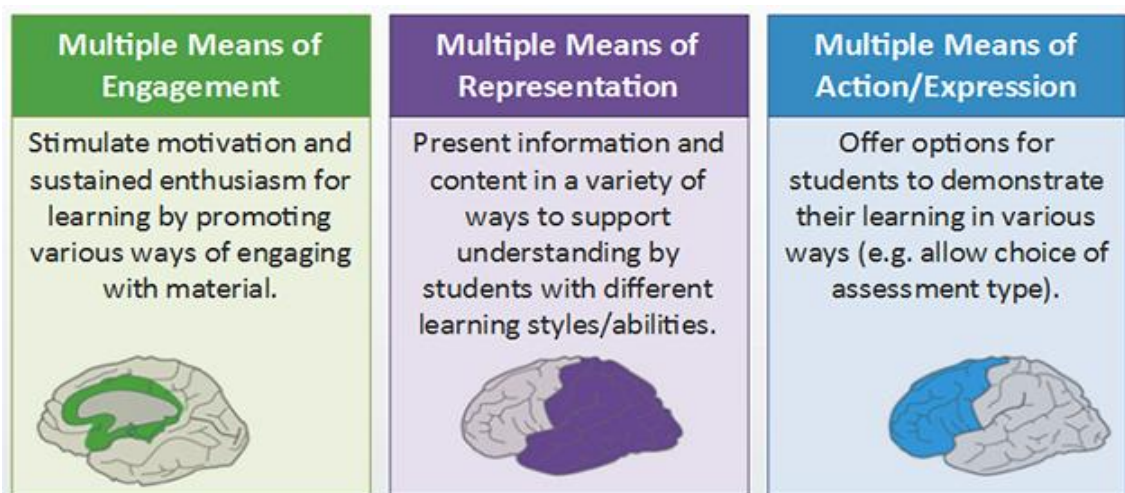 Multiple Means of
Engagement
Stimulate motivation and
sustained enthusiasm for
learning by promoting
various ways of engaging
with material.
Multiple Means of
Representation
Present information and
content in a variety of
ways to support
understanding by
students with different
learning styles/abilities.
Multiple Means of
Action/Expression
Offer options for
students to demonstrate
their learning in various
ways (e.g. allow choice of
assessment type).